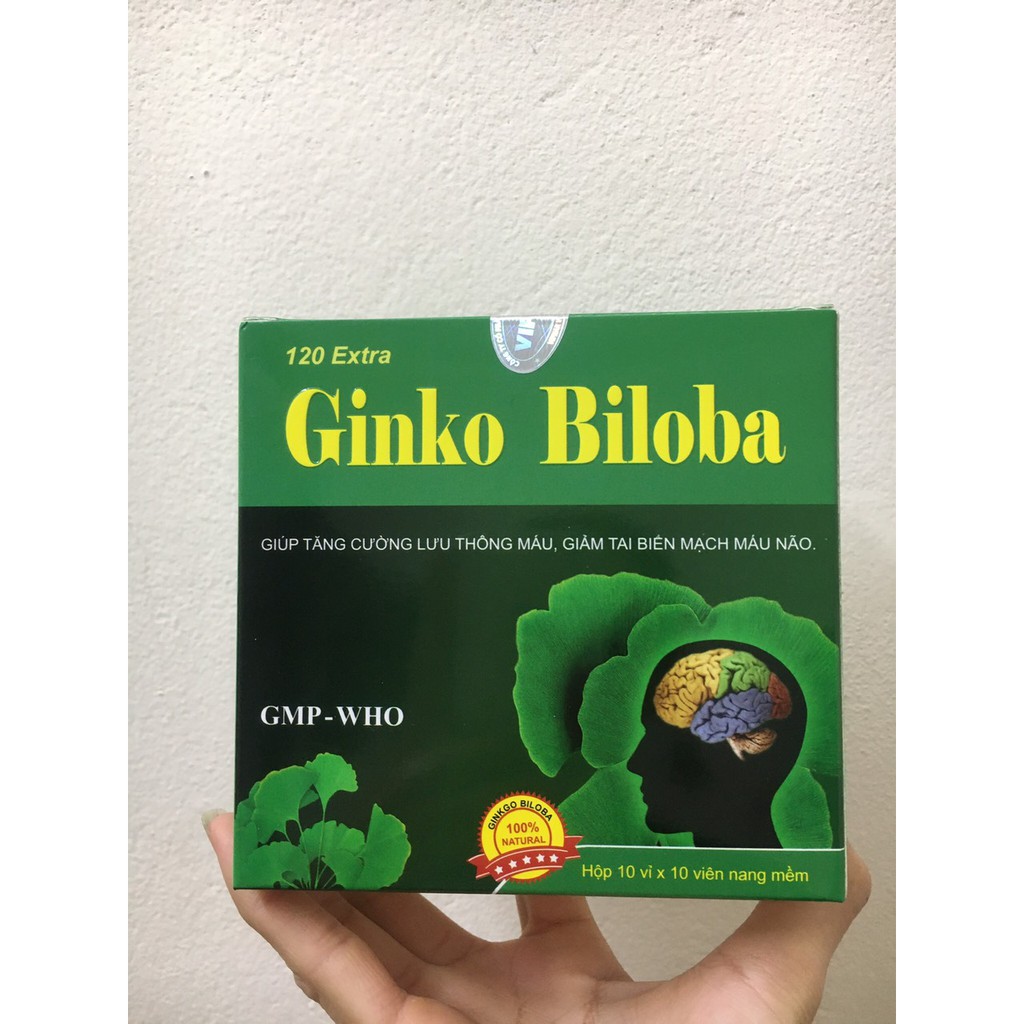 120 Extra
Ginko Biloba
GIÚP TĂNG CƯỜNG LƯU THÔNG MÁU, GIẢM TAI BIẾN MẠCH MÁU NÃO.
GMP-WHO
GINKGO BILOBA
100%
NATURAL
Hộp 10 vỉ x 10 viên nang mềm